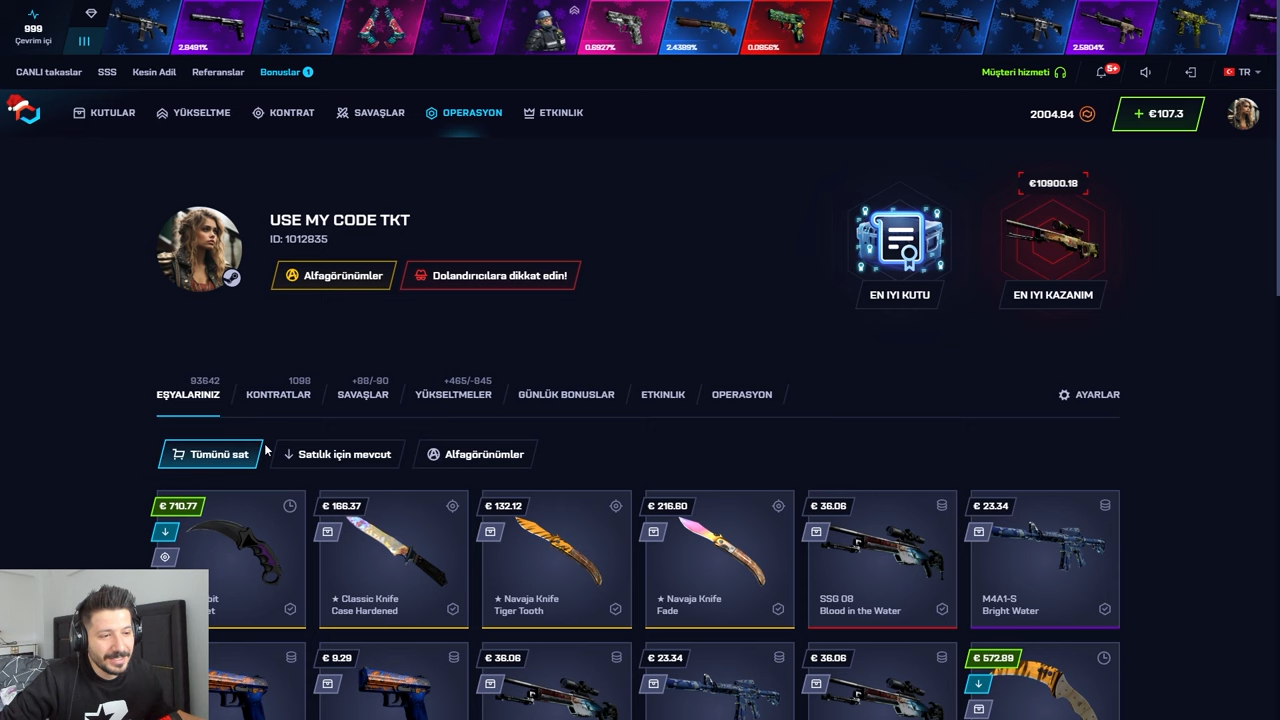 999
Çevrim içi
2.8491%
0.6927%
2.4389%
0.0856%
2.5804%
CANLI takaslar
SSS
Kesin Adil
Referanslar
Bonuslar 1
Müşteri hizmeti
5+
TR
KUTULAR
YÜKSELTME
KONTRAT
SAVAŞLAR
OPERASYON
ETKINLIK
2004.84
+ €107.3
USE MY CODE TKT
ID: 1012835
Alfagörünümler
Dolandırıcılara dikkat edin!
EN IYI KUTU
€10900.18
EN IYI KAZANIM
93642
EŞYALARINIZ
1098
KONTRATLAR
+88/-90
SAVAŞLAR
+465/-845
YÜKSELTMELER
GÜNLÜK BONUSLAR
ETKINLIK
OPERASYON
AYARLAR
Tümünü sat
Satılık için mevcut
Alfagörünümler
€ 710.77
€ 166.37
★ Classic Knife
Case Hardened
€ 132.12
★ Navaja Knife
Tiger Tooth
€ 216.60
★ Navaja Knife
Fade
€ 36.06
SSG 08
Blood in the Water
€ 23.34
M4A1-S
Bright Water
€ 9.29
€ 36.06
€ 23.34
€ 36.06
€ 572.89